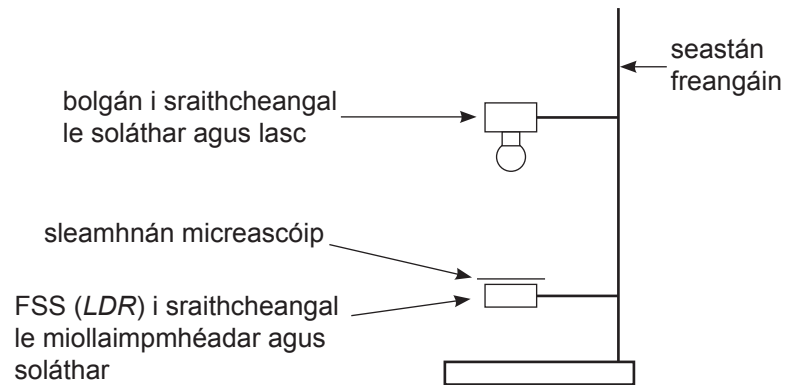 seastán
freangáin
bolgán i sraithcheangal
le soláthar agus lasc
sleamhnán micreascóip
FSS (LDR) i sraithcheangal
le miollaimpmhéadar agus
soláthar